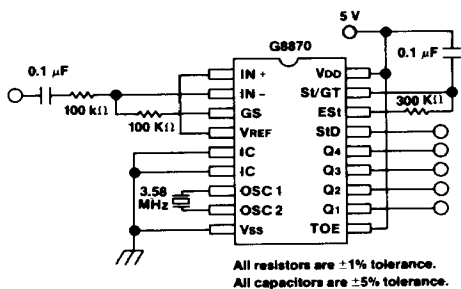 5 V
G8870
0.1 µF
0.1 µF
100 kΩ
100 KΩ
300 KΩ
3.58
MHz
IN +
IN -
GS
VREF
IC
IC
OSC 1
OSC 2
VSS
VDD
St/GT
ESt
StD
Q4
Q3
Q2
Q1
TOE
All resistors are ±1% tolerance.
All capacitors are ±5% tolerance.